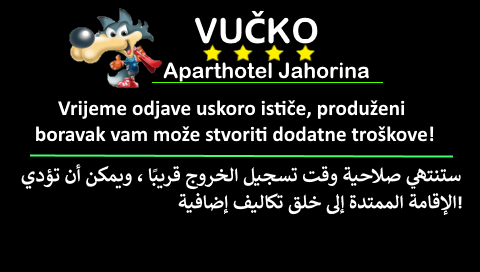 VUČKO
Aparthotel Jahorina
Vrijeme odjave uskoro ističe, produženi
boravak vam može stvoriti dodatne troškove!
ستنتهي صلاحية وقت تسجيل الخروج قريبًا ، ويمكن أن تؤدي
الإقامة الممتدة إلى خلق تكاليف إضافية!